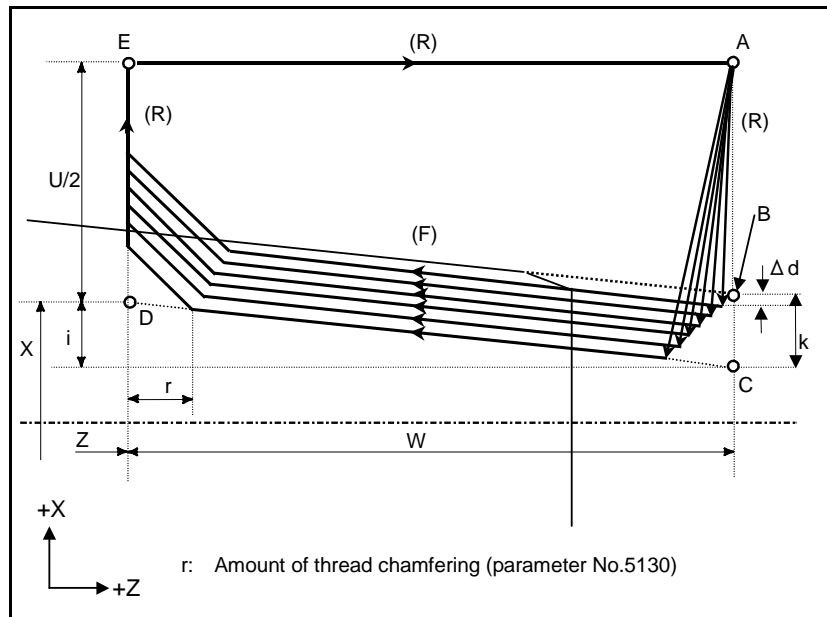 E
(R)
A
(R)
(R)
U/2
B
(F)
Δ d
D
X
i
k
r
C
Z
W
+X
r: Amount of thread chamfering (parameter No.5130)
+Z